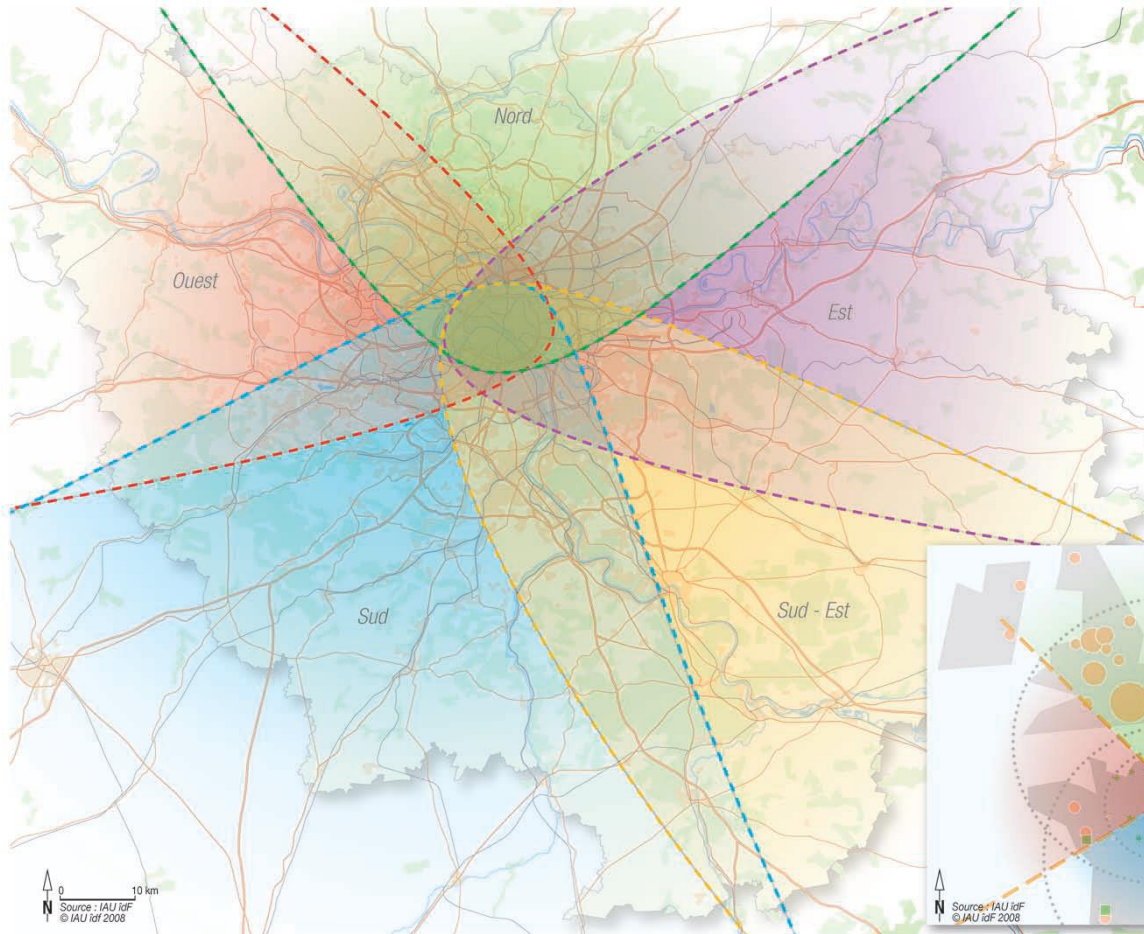 Nord
Ouest
Est
Sud
Sud - Est
0 10 km
N
Source : IAU îdF
© IAU îdf 2008
N
Source : IAU îdF
© IAU îdF 2008